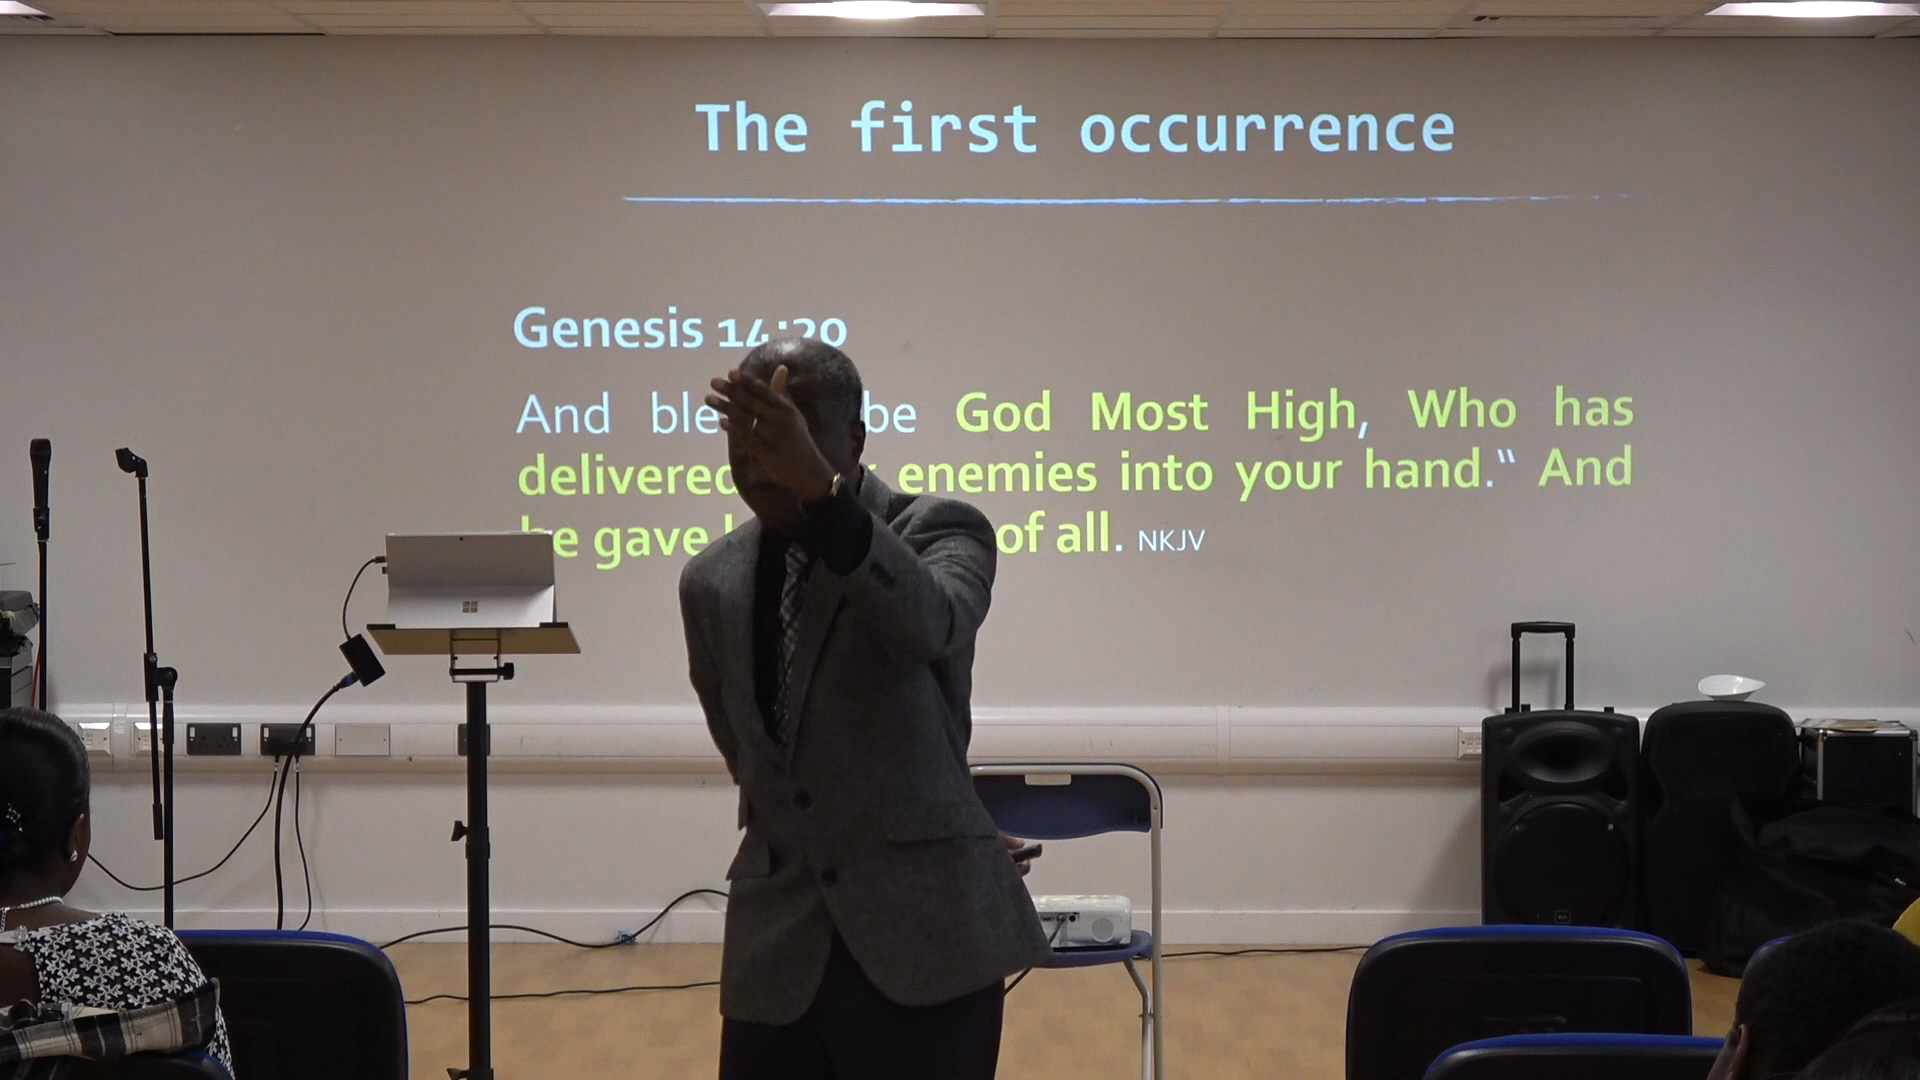 The first occurrence
Genesis 14:20
And be God Most High, Who has
delivered enemies into your hand." And
he gave of all. NKJV